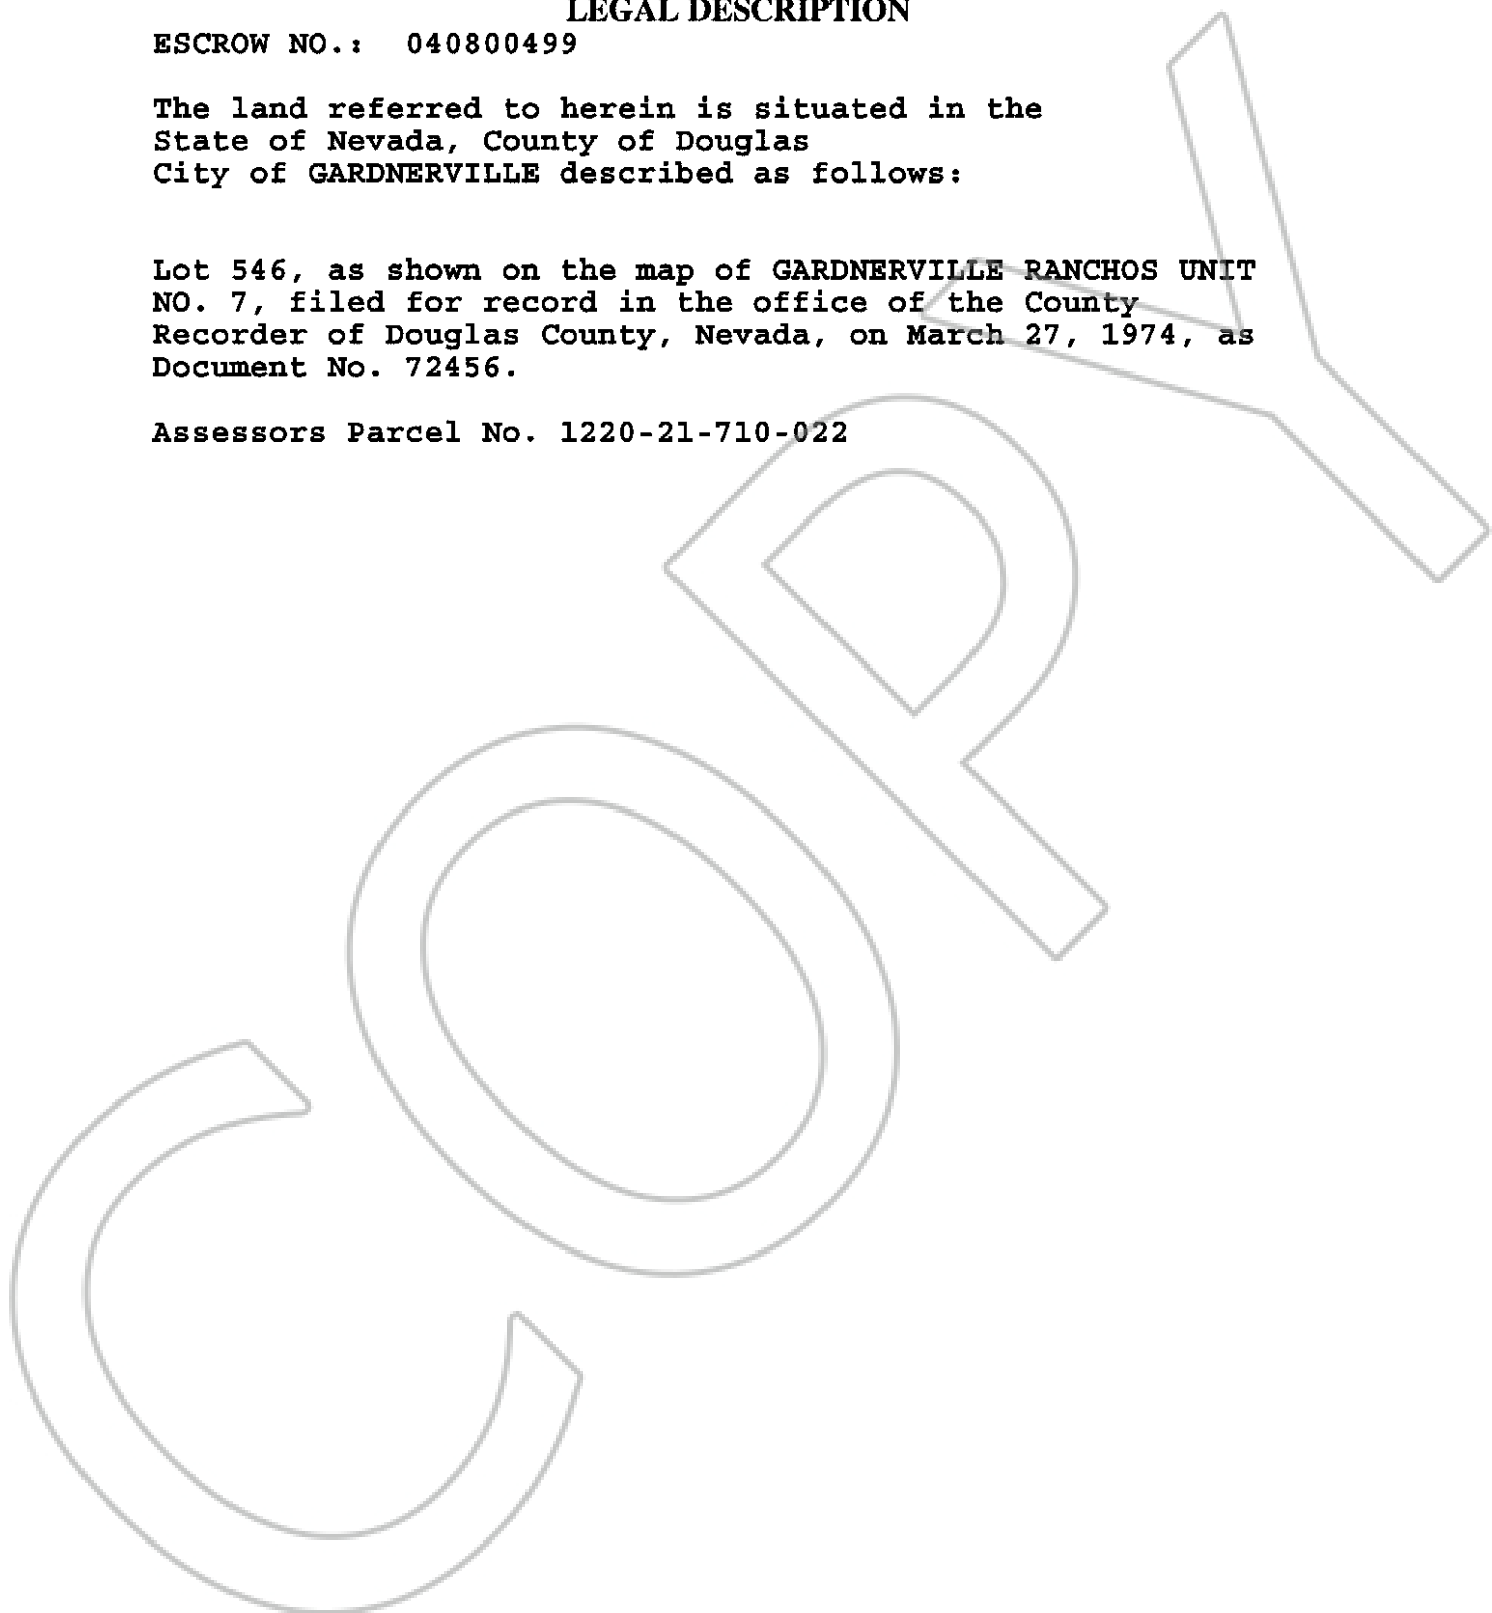 LEGAL DESCRIPTION
ESCROW NO.: 040800499
The land referred to herein is situated in the
State of Nevada, County of Douglas
City of GARDNERVILLE described as follows:
Lot 546, as shown on the map of GARDNERVILLE RANCHOS UNIT
NO. 7, filed for record in the office of the County
Recorder of Douglas County, Nevada, on March 27, 1974, as
Document No. 72456.
Assessors Parcel No. 1220-21-710-022
COPY